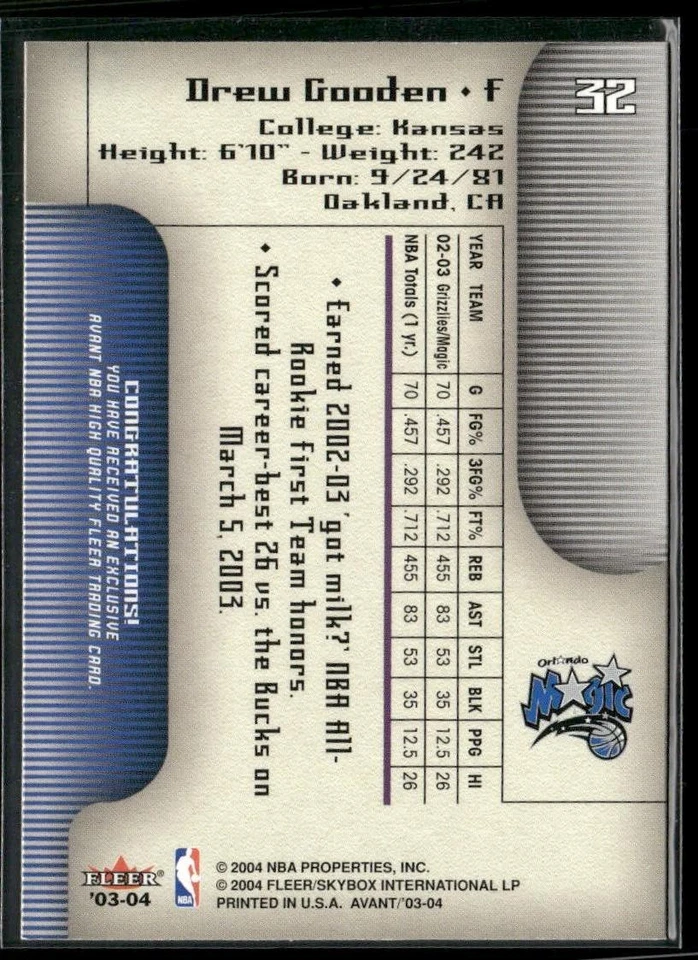 32
Drew Gooden • F
College: Kansas
Height: 6'10" - Weight: 242
Born: 9/24/81
Oakland, CA
YEAR TEAM G FG% 3FG% FT% REB AST STL BLK PPG HI
02-03 Grizzlies/Magic 70 .457 .292 .712 455 83 53 35 12.5 26
NBA Totals (1 yr.) 70 .457 .292 .712 455 83 53 35 12.5 26
• Earned 2002-03 'got milk?' NBA All-
Rookie First Team honors.
• Scored career-best 26 vs. the Bucks on
March 5, 2003.
CONGRATULATIONS!
YOU HAVE RECEIVED AN EXCLUSIVE
AVANT NBA HIGH QUALITY FLEER TRADING CARD.
Orlando
Magic
FLEER®
'03-04
NBA
© 2004 NBA PROPERTIES, INC.
© 2004 FLEER/SKYBOX INTERNATIONAL LP
PRINTED IN U.S.A. AVANT/'03-04